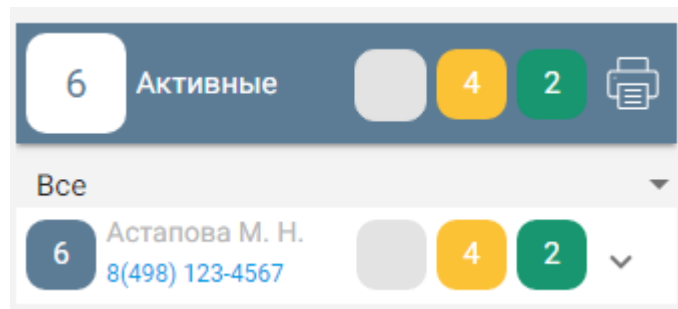 6 Активные 4 2
Все
6 Астапова М. Н. 4 2
8(498) 123-4567